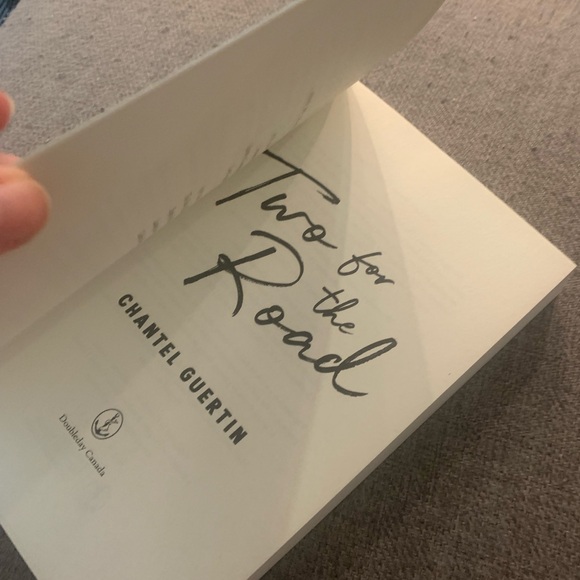 Two for
the
Road
CHANTEL GUERTIN
Doubleday Canada